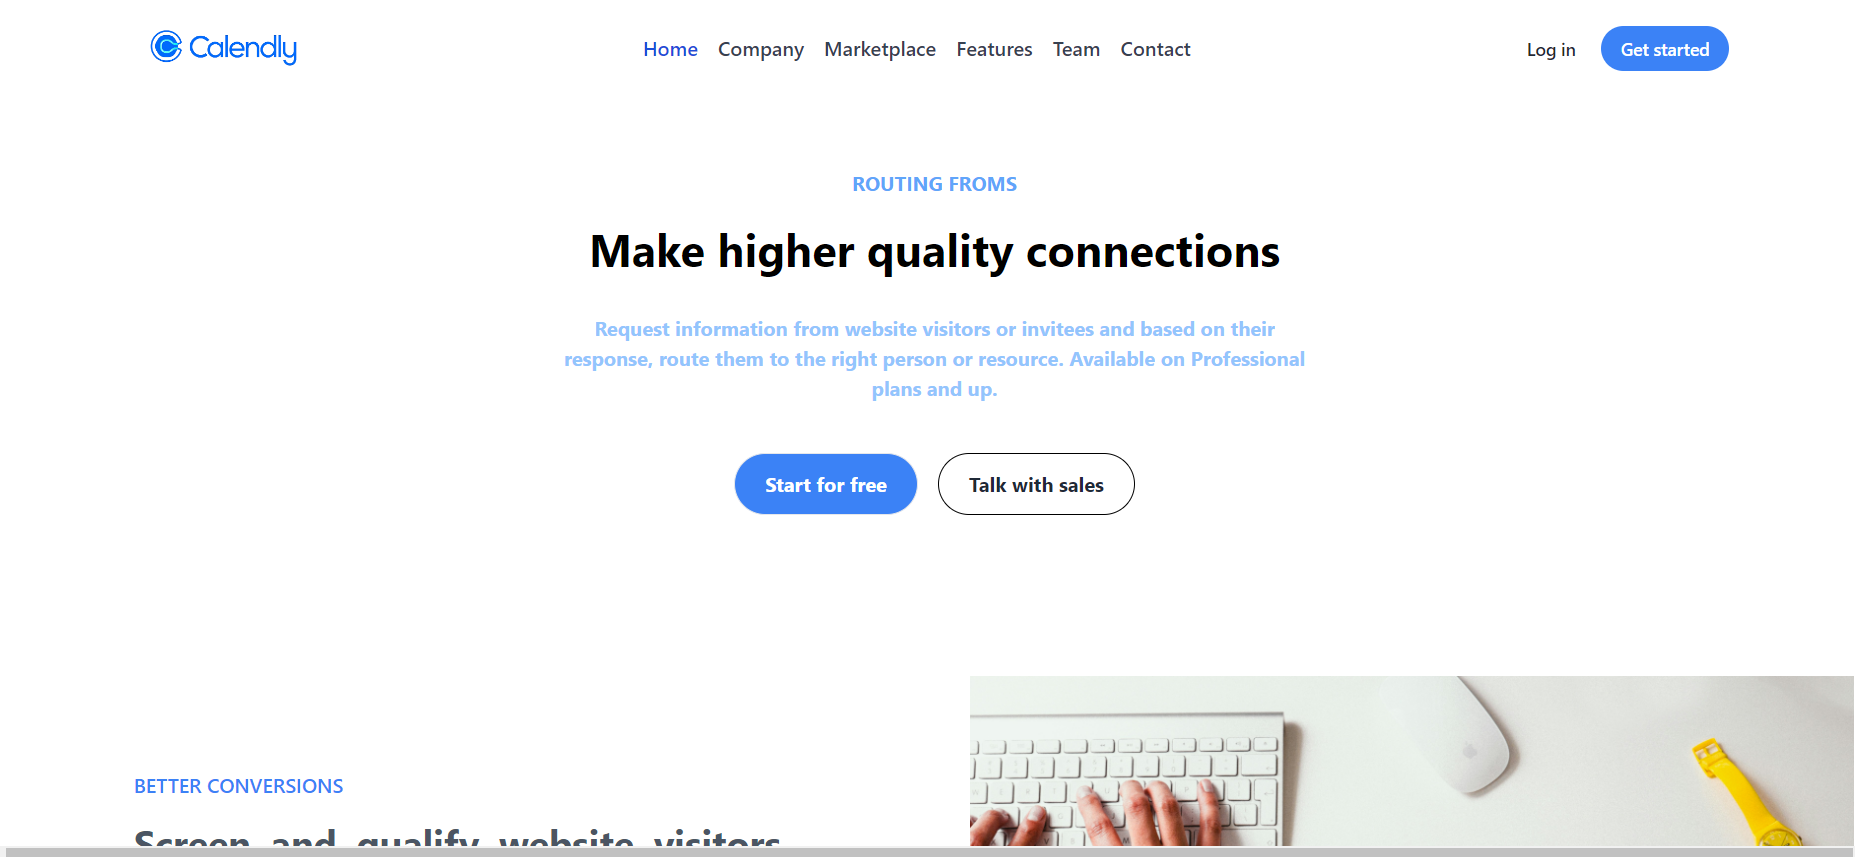 Calendly
Home Company Marketplace Features Team Contact
Log in Get started
ROUTING FROMS
Make higher quality connections
Request information from website visitors or invitees and based on their
response, route them to the right person or resource. Available on Professional
plans and up.
Start for free Talk with sales
BETTER CONVERSIONS
Screen and qualify website visitors